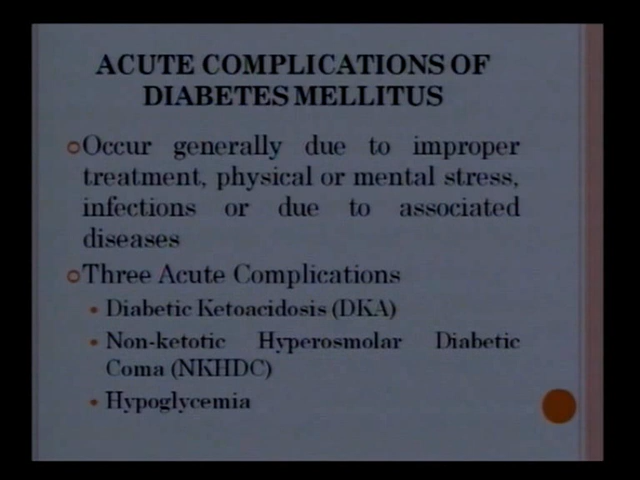 ACUTE COMPLICATIONS OF
DIABETES MELLITUS
Occur generally due to improper
treatment, physical or mental stress,
infections or due to associated
diseases
Three Acute Complications
Diabetic Ketoacidosis (DKA)
Non-ketotic Hyperosmolar Diabetic
Coma (NKHDC)
Hypoglycemia